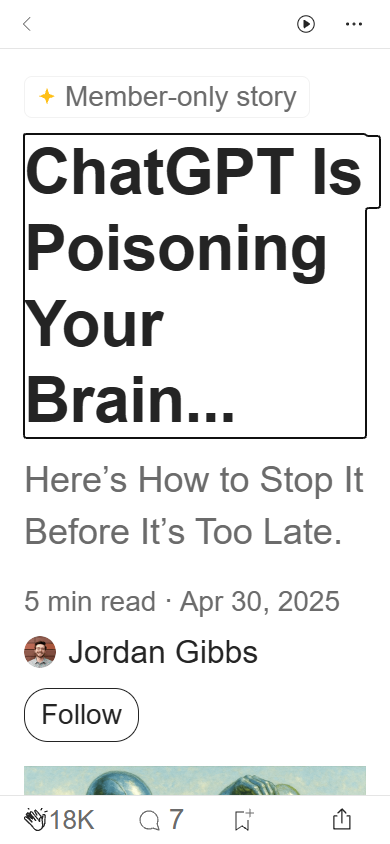 Member-only story
ChatGPT Is
Poisoning
Your
Brain...
Here’s How to Stop It
Before It’s Too Late.
5 min read · Apr 30, 2025
Jordan Gibbs
Follow
18K
7